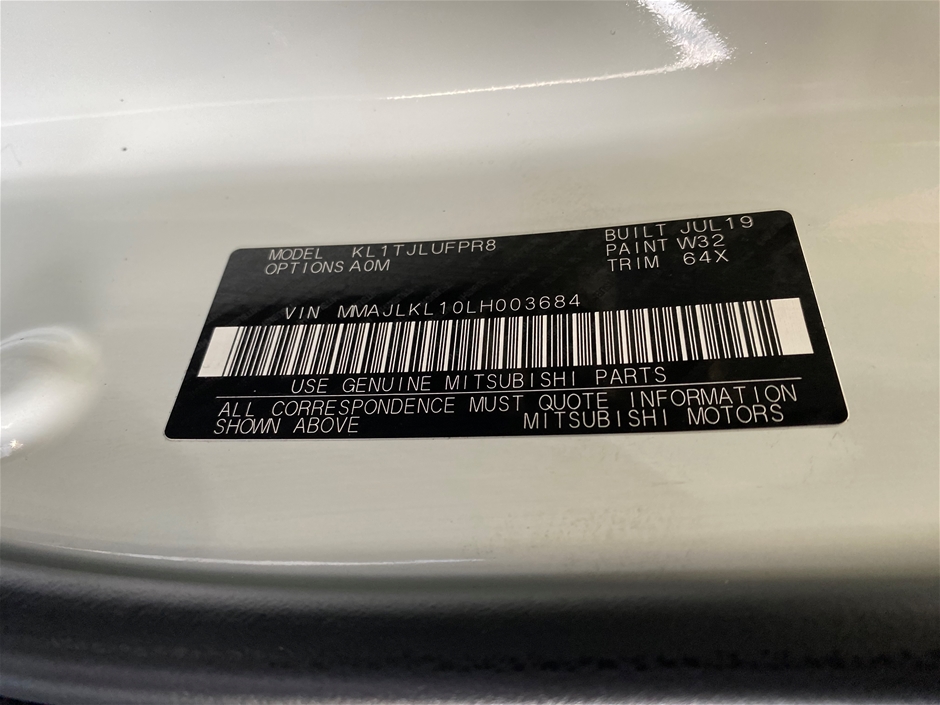 MODEL KL1TJLUFPR8 BUILT JUL19
OPTIONS A0M PAINT W32
TRIM 64X
VIN MMAJLKL10LH003684
USE GENUINE MITSUBISHI PARTS
ALL CORRESPONDENCE MUST QUOTE INFORMATION
SHOWN ABOVE MITSUBISHI MOTORS